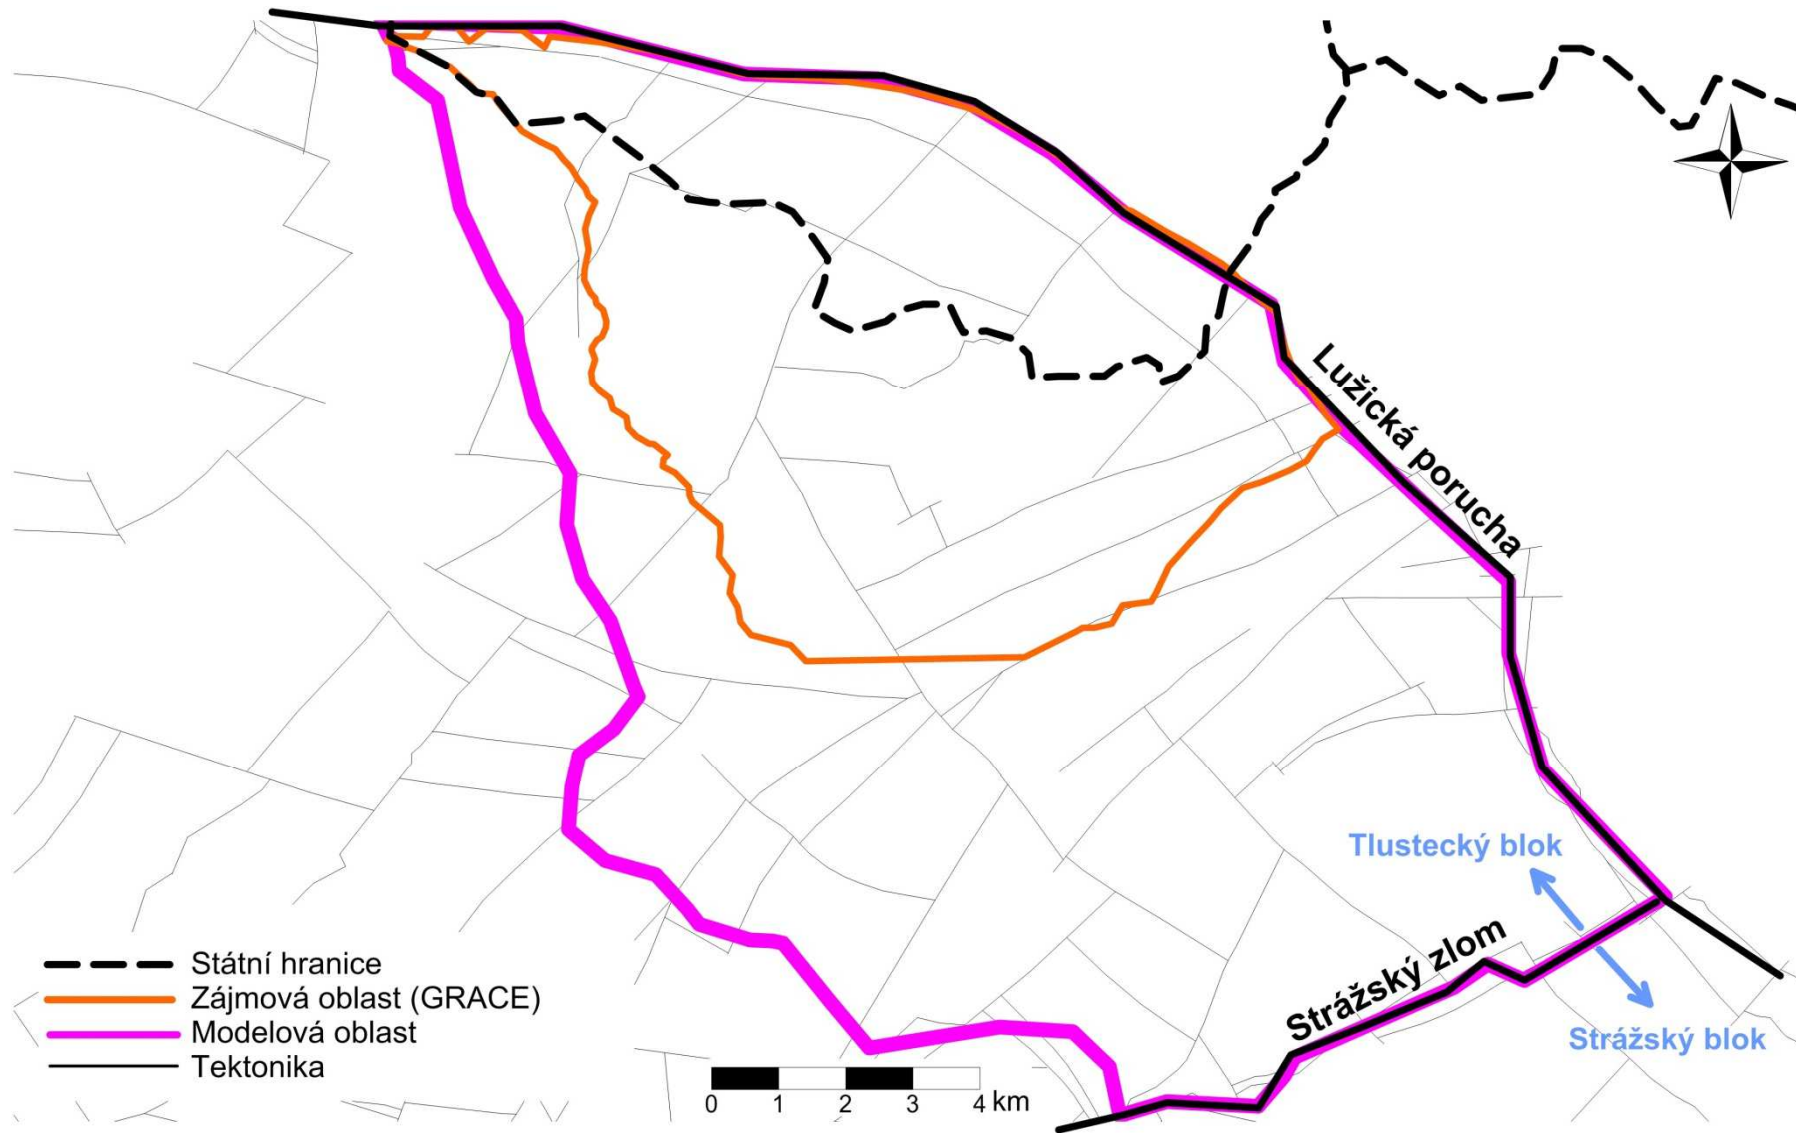 Lužická porucha
Tlustecký blok
Strážský zlom
Strážský blok
Státní hranice
Zájmová oblast (GRACE)
Modelová oblast
Tektonika
0 1 2 3 4 km